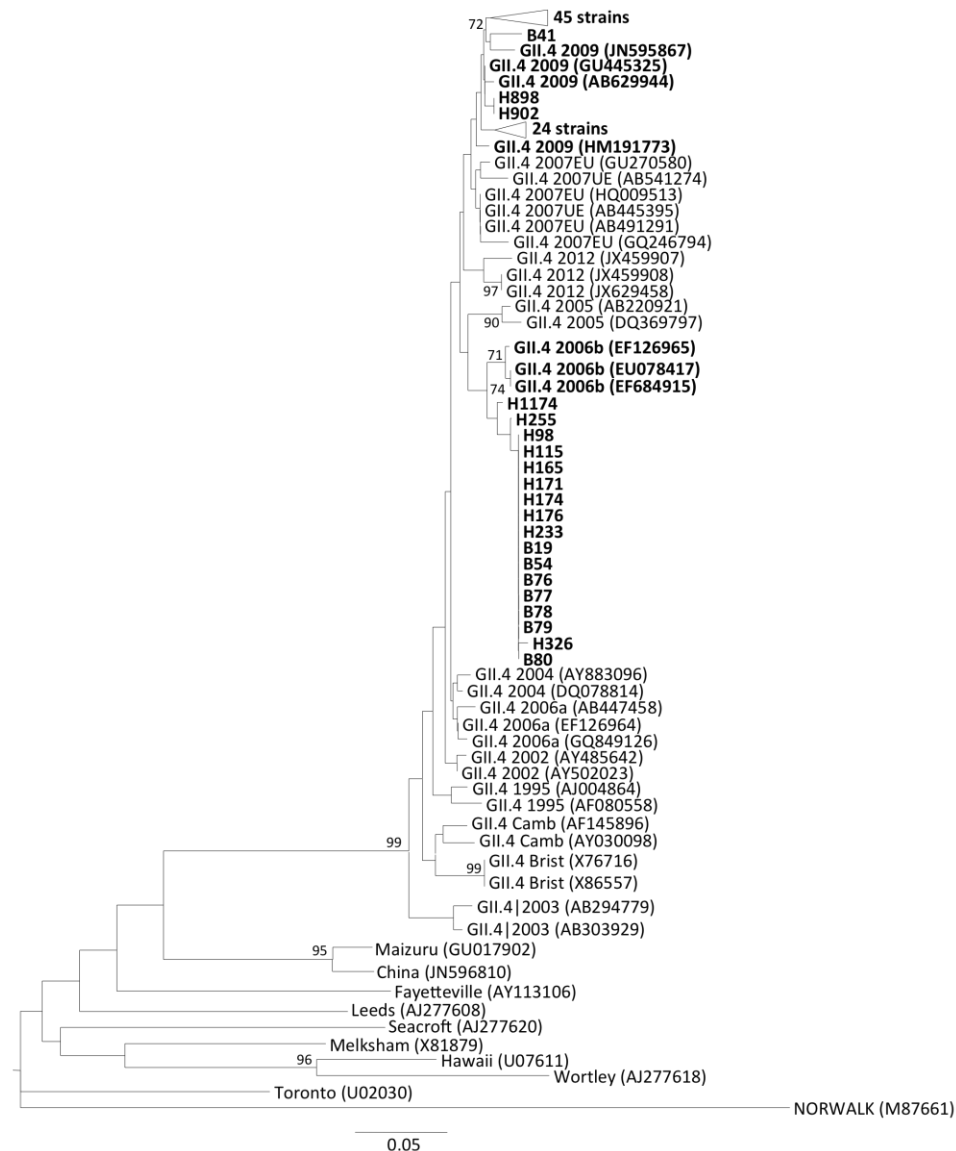 45 strains
72
B41
GII.4 2009 (JN595867)
GII.4 2009 (GU445325)
GII.4 2009 (AB629944)
H898
H902
24 strains
GII.4 2009 (HM191773)
GII.4 2007EU (GU270580)
GII.4 2007UE (AB541274)
GII.4 2007EU (HQ009513)
GII.4 2007UE (AB445395)
GII.4 2007EU (AB491291)
GII.4 2007EU (GQ246794)
GII.4 2012 (JX459907)
GII.4 2012 (JX459908)
97
GII.4 2012 (JX629458)
GII.4 2005 (AB220921)
90
GII.4 2005 (DQ369797)
GII.4 2006b (EF126965)
71
GII.4 2006b (EU078417)
74
GII.4 2006b (EF684915)
H1174
H255
H98
H115
H165
H171
H174
H176
H233
B19
B54
B76
B77
B78
B79
H326
B80
GII.4 2004 (AY883096)
GII.4 2004 (DQ078814)
GII.4 2006a (AB447458)
GII.4 2006a (EF126964)
GII.4 2006a (GQ849126)
GII.4 2002 (AY485642)
GII.4 2002 (AY502023)
GII.4 1995 (AJ004864)
GII.4 1995 (AF080558)
GII.4 Camb (AF145896)
99
GII.4 Camb (AY030098)
GII.4 Brist (X76716)
99
GII.4 Brist (X86557)
GII.4|2003 (AB294779)
GII.4|2003 (AB303929)
95
Maizuru (GU017902)
China (JN596810)
Fayetteville (AY113106)
Leeds (AJ277608)
Seacroft (AJ277620)
Melksham (X81879)
96
Hawaii (U07611)
Wortley (AJ277618)
Toronto (U02030)
NORWALK (M87661)
0.05